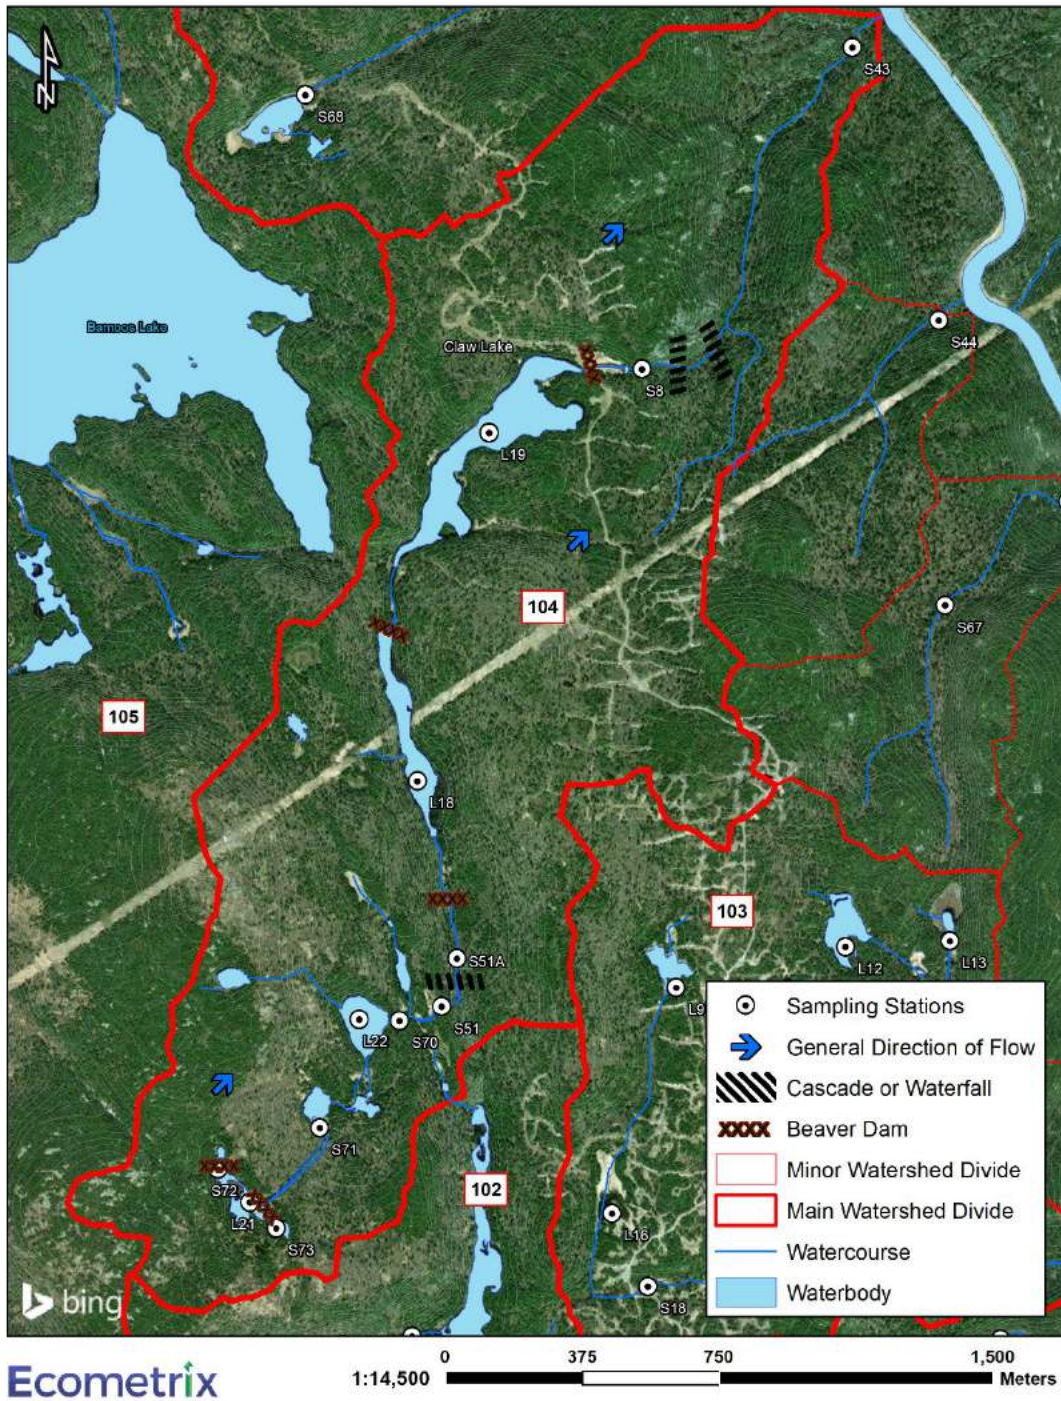 S43
S68
Bamoos Lake
S44
Claw Lake
S8
L19
104
S67
105
L18
103
S51A
L12
L13
L9
S51
S70
L22
S71
102
S72
L21
S73
L16
S18
Sampling Stations
General Direction of Flow
Cascade or Waterfall
XXXX Beaver Dam
Minor Watershed Divide
Main Watershed Divide
Watercourse
Waterbody
N
bing
Ecometrix
1:14,500
0 375 750 1,500
Meters